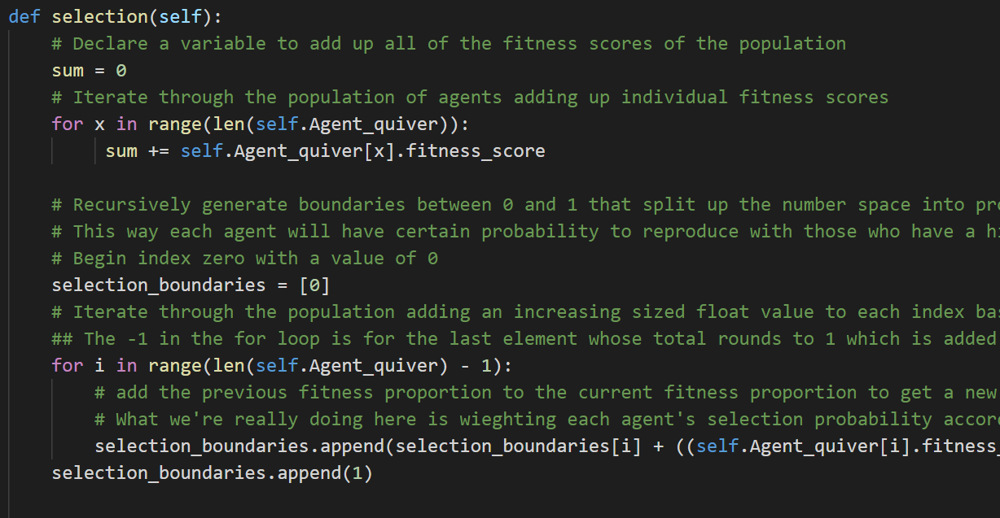 def selection(self):
# Declare a variable to add up all of the fitness scores of the population
sum = 0
# Iterate through the population of agents adding up individual fitness scores
for x in range(len(self.Agent_quiver)):
sum += self.Agent_quiver[x].fitness_score
# Recursively generate boundaries between 0 and 1 that split up the number space into
# This way each agent will have certain probability to reproduce with those who have a
# Begin index zero with a value of 0
selection_boundaries = [0]
# Iterate through the population adding an increasing sized float value to each index
## The -1 in the for loop is for the last element whose total rounds to 1 which is added
for i in range(len(self.Agent_quiver) - 1):
# add the previous fitness proportion to the current fitness proportion to get a new
# What we're really doing here is wieghting each agent's selection probability
selection_boundaries.append(selection_boundaries[i] + ((self.Agent_quiver[i].fitness_
selection_boundaries.append(1)